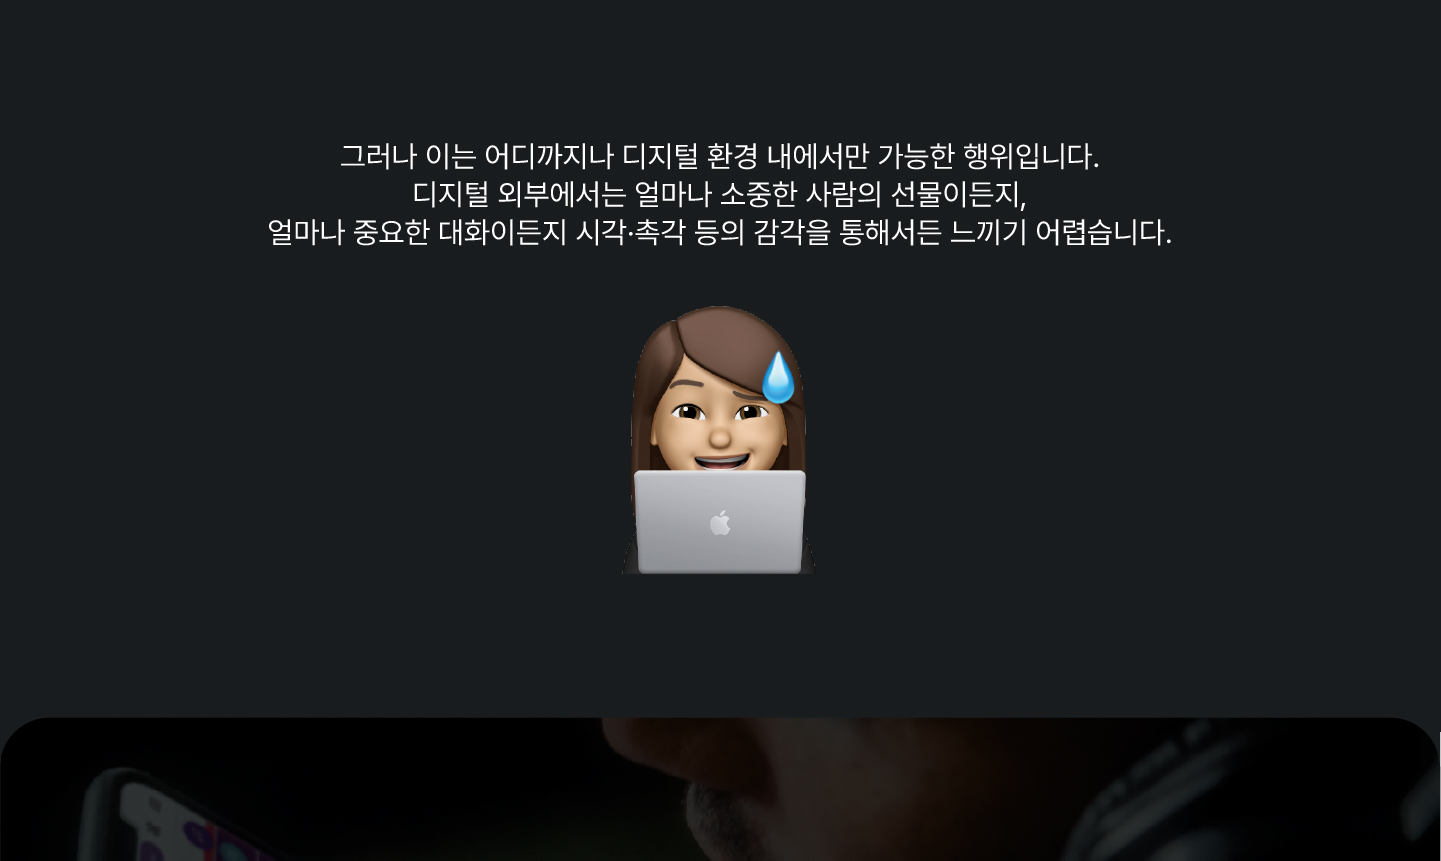 그러나 이는 어디까지나 디지털 환경 내에서만 가능한 행위입니다.
디지털 외부에서는 얼마나 소중한 사람의 선물이든지,
얼마나 중요한 대화이든지 시각·촉각 등의 감각을 통해서든 느끼기 어렵습니다.